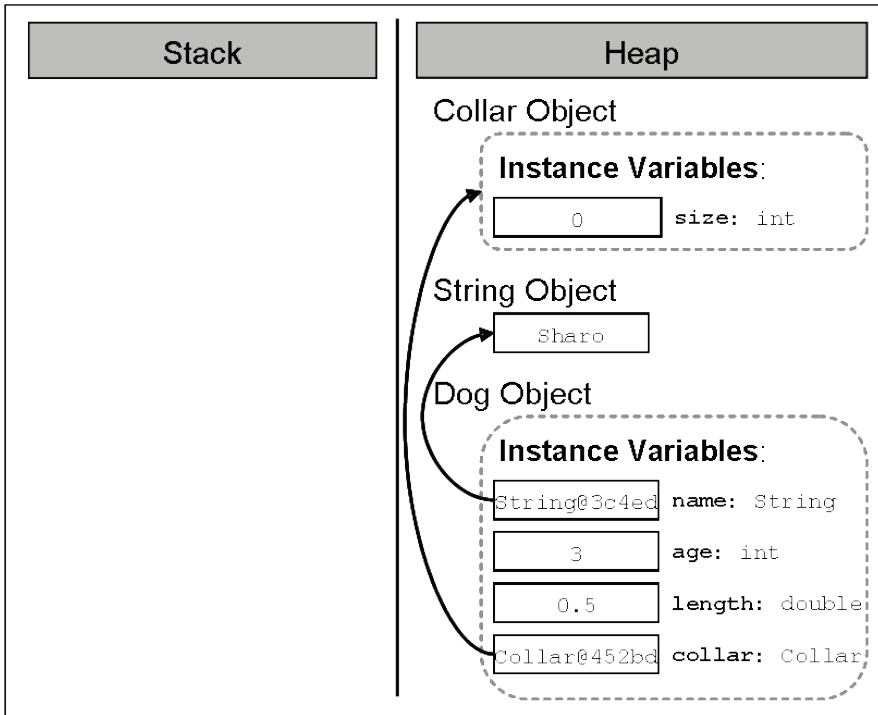 Stack
Heap
Collar Object
Instance Variables:
0 size: int
String Object
Sharo
Dog Object
Instance Variables:
String@3c4ed name: String
3 age: int
0.5 length: double
Collar@452bd collar: Collar